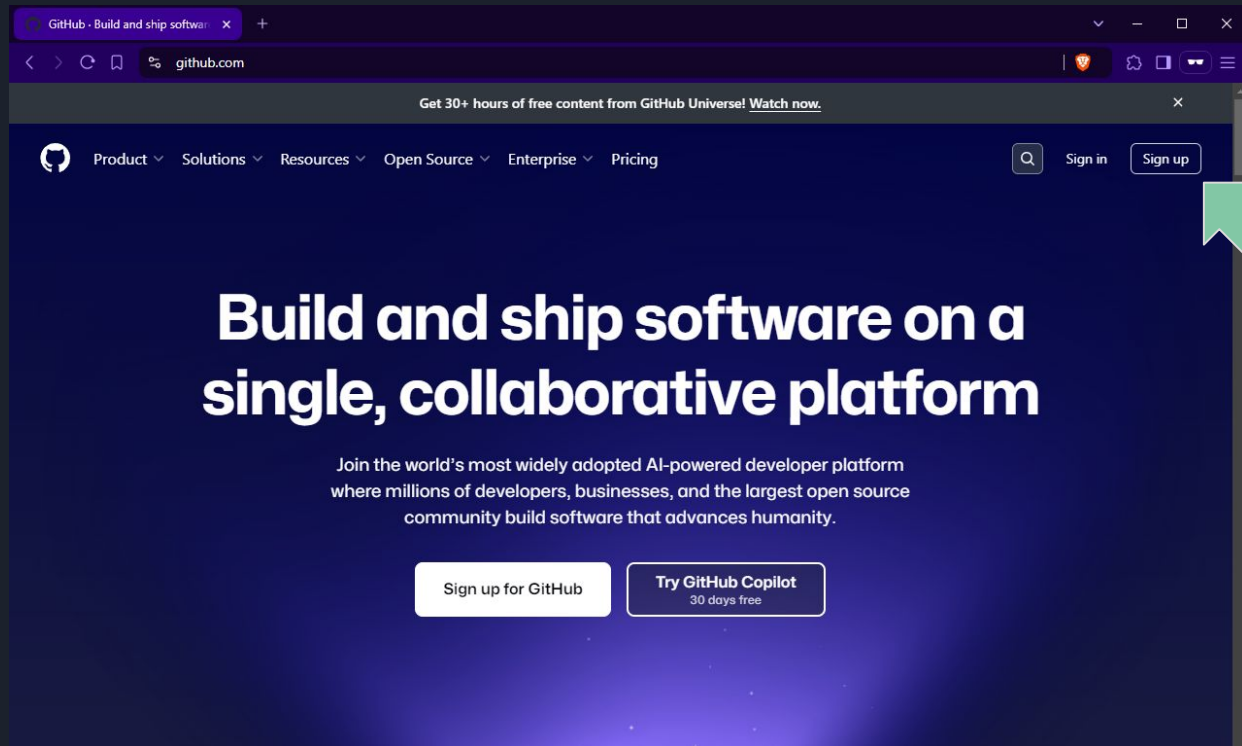 GitHub · Build and ship softwar
github.com
Get 30+ hours of free content from GitHub Universe! Watch now.
Product Solutions Resources Open Source Enterprise Pricing Sign in Sign up
Build and ship software on a
single, collaborative platform
Join the world's most widely adopted AI-powered developer platform
where millions of developers, businesses, and the largest open source
community build software that advances humanity.
Sign up for GitHub
Try GitHub Copilot
30 days free